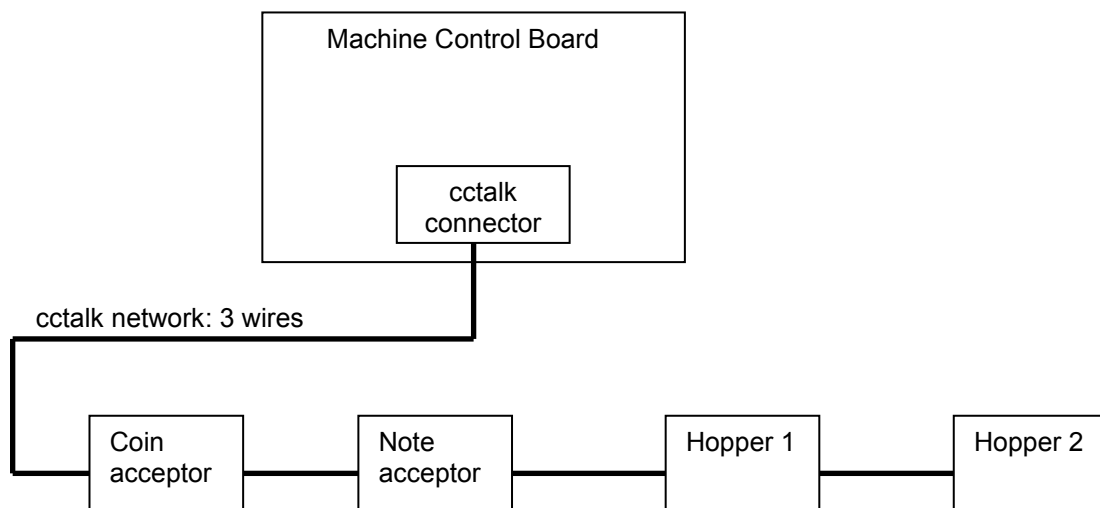 Machine Control Board
cctalk
connector
cctalk network: 3 wires
Coin
acceptor
Note
acceptor
Hopper 1
Hopper 2